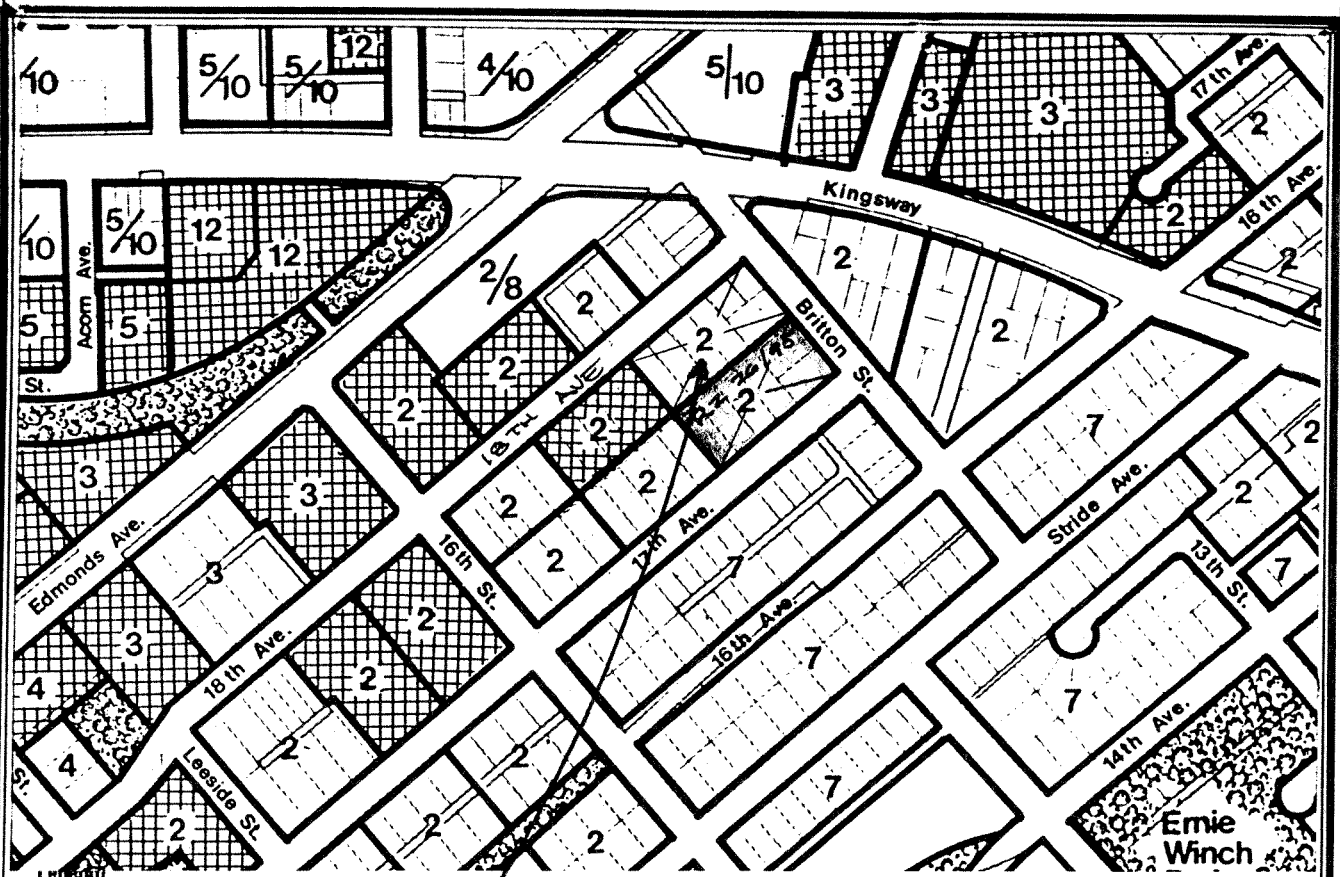 /10
5/10
5/10
12
4/10
5/10
3
3
3
17th Ave.
2
16th Ave.
2
2
Kingsway
/10
Acorn Ave.
5/10
12
12
5
5
St.
2/8
2
2
Britton St.
2
2
2
2
18TH AVE
2
2
2
2
2
17th Ave.
16th St.
7
Stride Ave.
2
2
13th St.
7
3
Edmonds Ave.
3
3
3
4
4
St.
18th Ave.
2
2
2
Leeside St.
2
7
16th Ave.
7
7
2
2
2
7
14th Ave.
Ernie
Winch